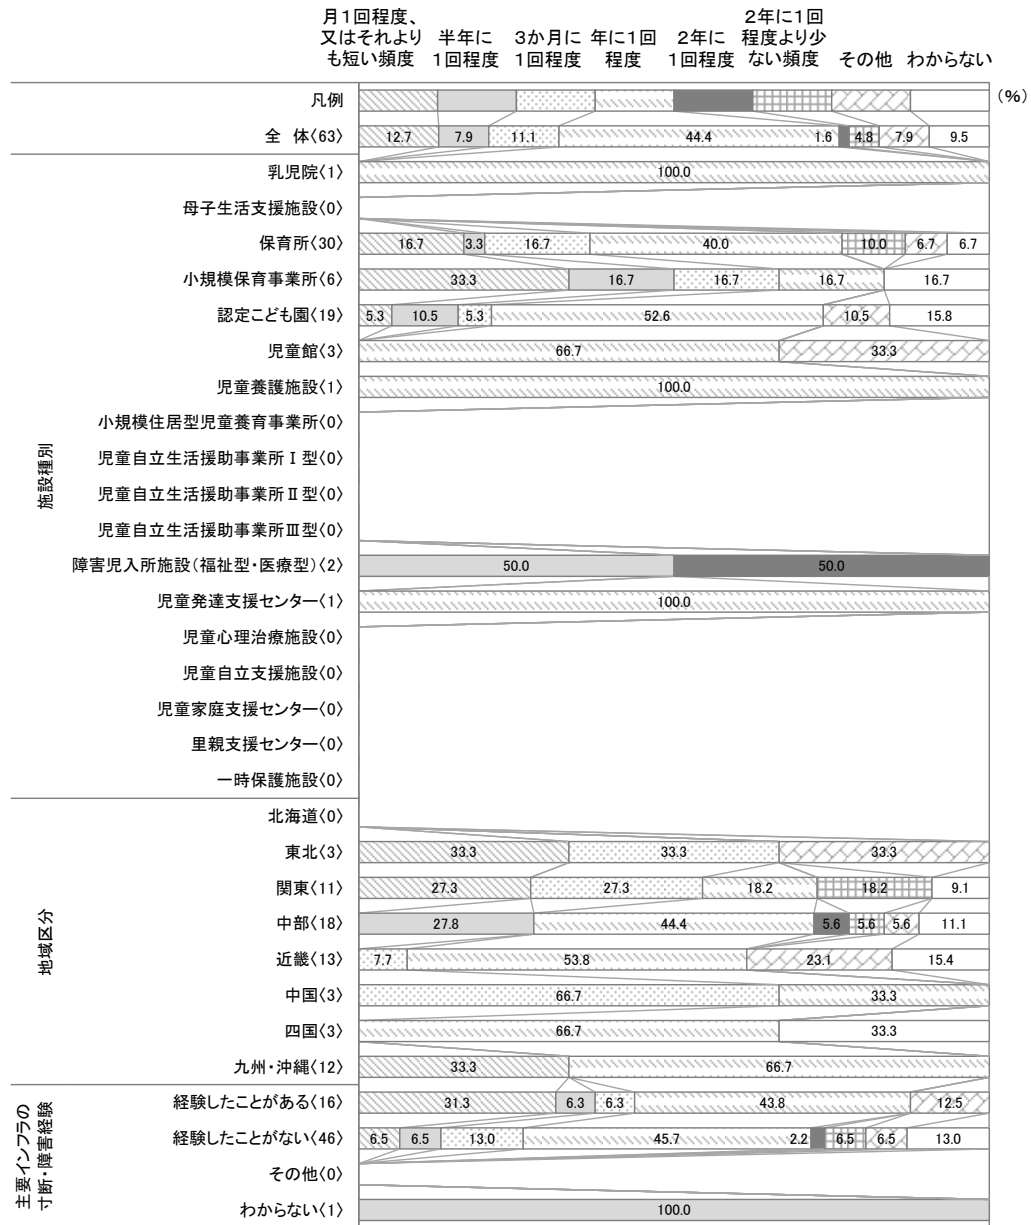 月１回程度、
又はそれより
も短い頻度
半年に
１回程度
３か月に
１回程度
年に１回
程度
２年に
１回程度
２年に１回
程度より少
ない頻度
その他
わからない
凡例
(％)
全　体〈63〉 12.7 7.9 11.1 44.4 1.6 4.8 7.9 9.5
施設種別
乳児院〈1〉 100.0
母子生活支援施設〈0〉
保育所〈30〉 16.7 3.3 16.7 40.0 10.0 6.7 6.7
小規模保育事業所〈6〉 33.3 16.7 16.7 16.7 16.7
認定こども園〈19〉 5.3 10.5 5.3 52.6 10.5 15.8
児童館〈3〉 66.7 33.3
児童養護施設〈1〉 100.0
小規模住居型児童養育事業所〈0〉
児童自立生活援助事業所Ⅰ型〈0〉
児童自立生活援助事業所Ⅱ型〈0〉
児童自立生活援助事業所Ⅲ型〈0〉
障害児入所施設（福祉型・医療型）〈2〉 50.0 50.0
児童発達支援センター〈1〉 100.0
児童心理治療施設〈0〉
児童自立支援施設〈0〉
児童家庭支援センター〈0〉
里親支援センター〈0〉
一時保護施設〈0〉
地域区分
北海道〈0〉
東北〈3〉 33.3 33.3 33.3
関東〈11〉 27.3 27.3 18.2 18.2 9.1
中部〈18〉 27.8 44.4 5.6 5.6 5.6 11.1
近畿〈13〉 7.7 53.8 23.1 15.4
中国〈3〉 66.7 33.3
四国〈3〉 66.7 33.3
九州・沖縄〈12〉 33.3 66.7
主要インフラの
寸断・障害経験
経験したことがある〈16〉 31.3 6.3 6.3 43.8 12.5
経験したことがない〈46〉 6.5 6.5 13.0 45.7 2.2 6.5 6.5 13.0
その他〈0〉
わからない〈1〉 100.0